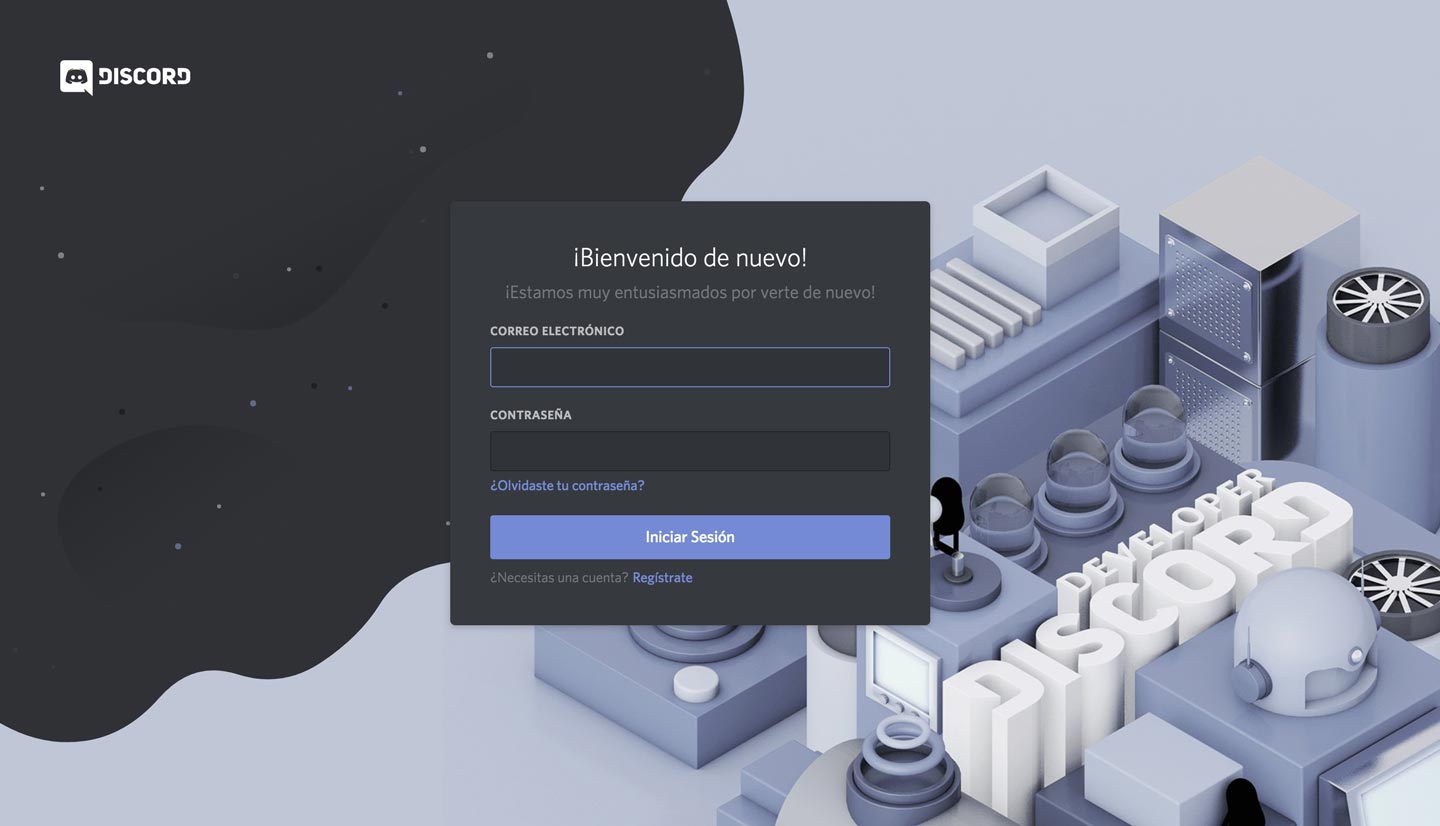 DISCORD
¡Bienvenido de nuevo!
¡Estamos muy entusiasmados por verte de nuevo!
CORREO ELECTRÓNICO
CONTRASEÑA
¿Olvidaste tu contraseña?
Iniciar Sesión
¿Necesitas una cuenta? Regístrate
DEVELOPER
DISCORD